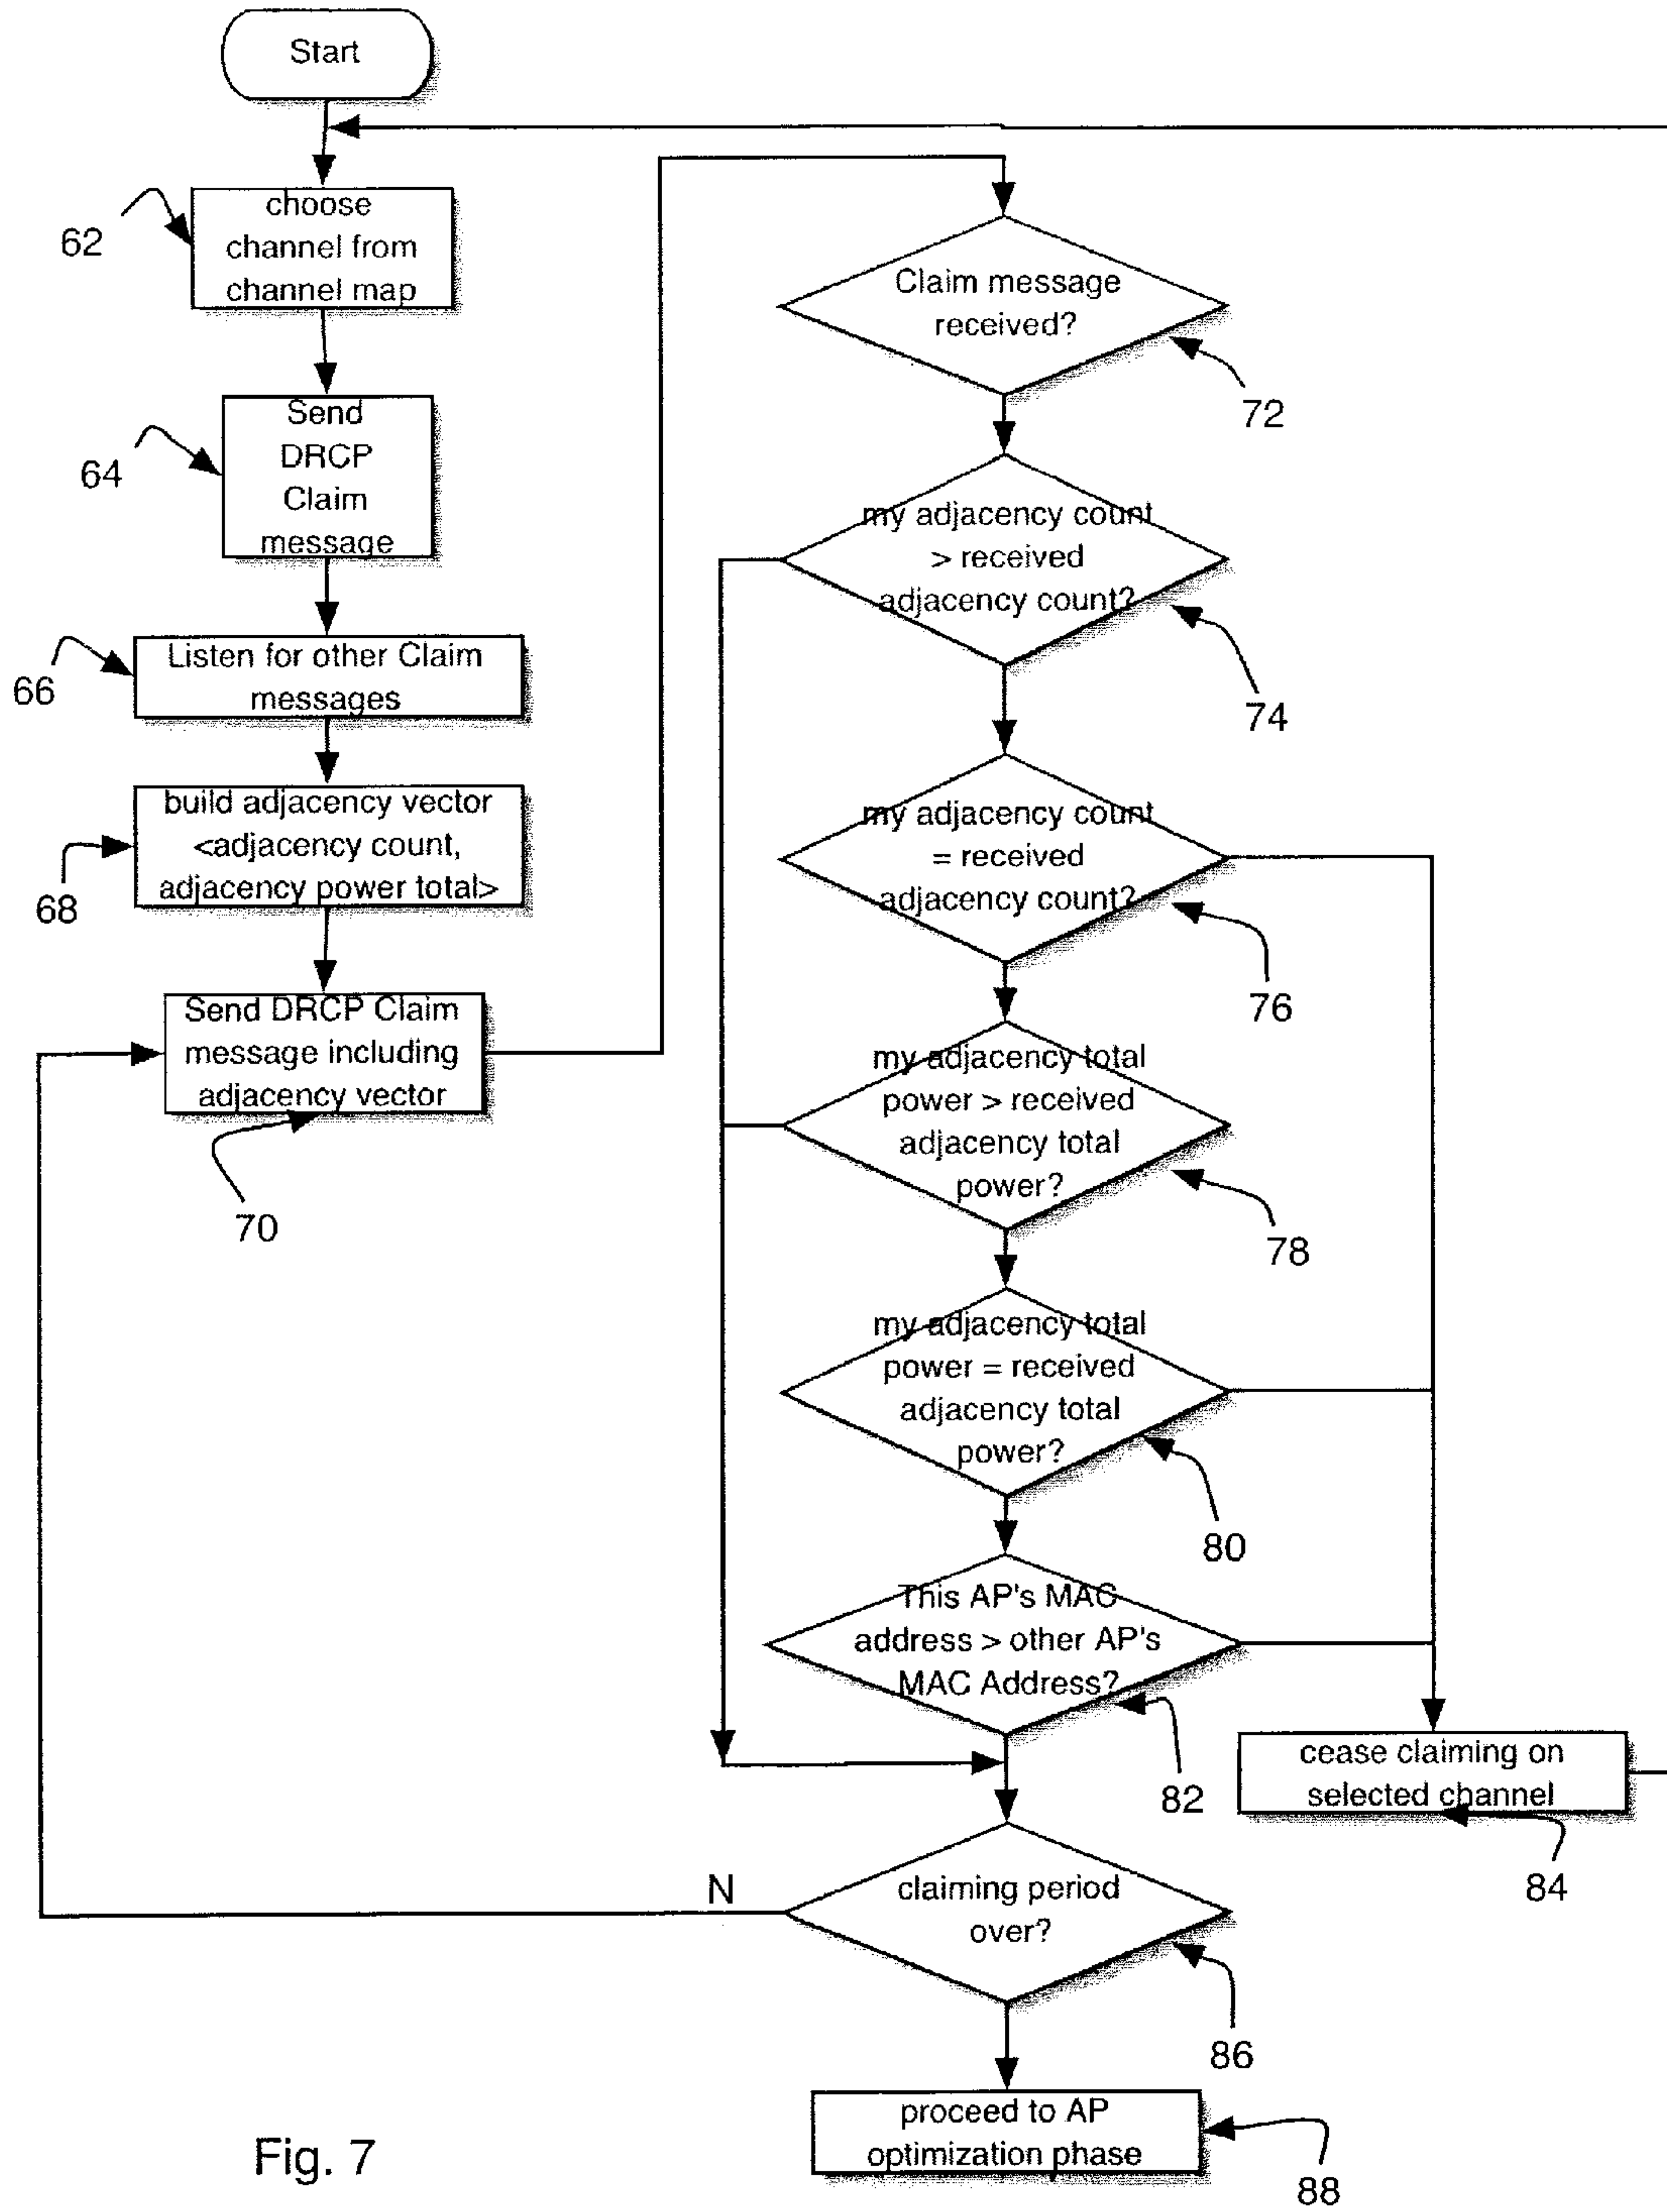 Start
choose
channel from
channel map
62
Send
DRCP
Claim
message
64
Listen for other Claim
messages
66
build adjacency vector
<adjacency count,
adjacency power total>
68
Send DRCP Claim
message including
adjacency vector
70
Claim message
received?
72
my adjacency count
> received
adjacency count?
74
my adjacency count
= received
adjacency count?
76
my adjacency total
power > received
adjacency total
power?
78
my adjacency total
power = received
adjacency total
power?
80
This AP's MAC
address > other AP's
MAC Address?
82
cease claiming on
selected channel
84
N
claiming period
over?
86
proceed to AP
optimization phase
88
Fig. 7